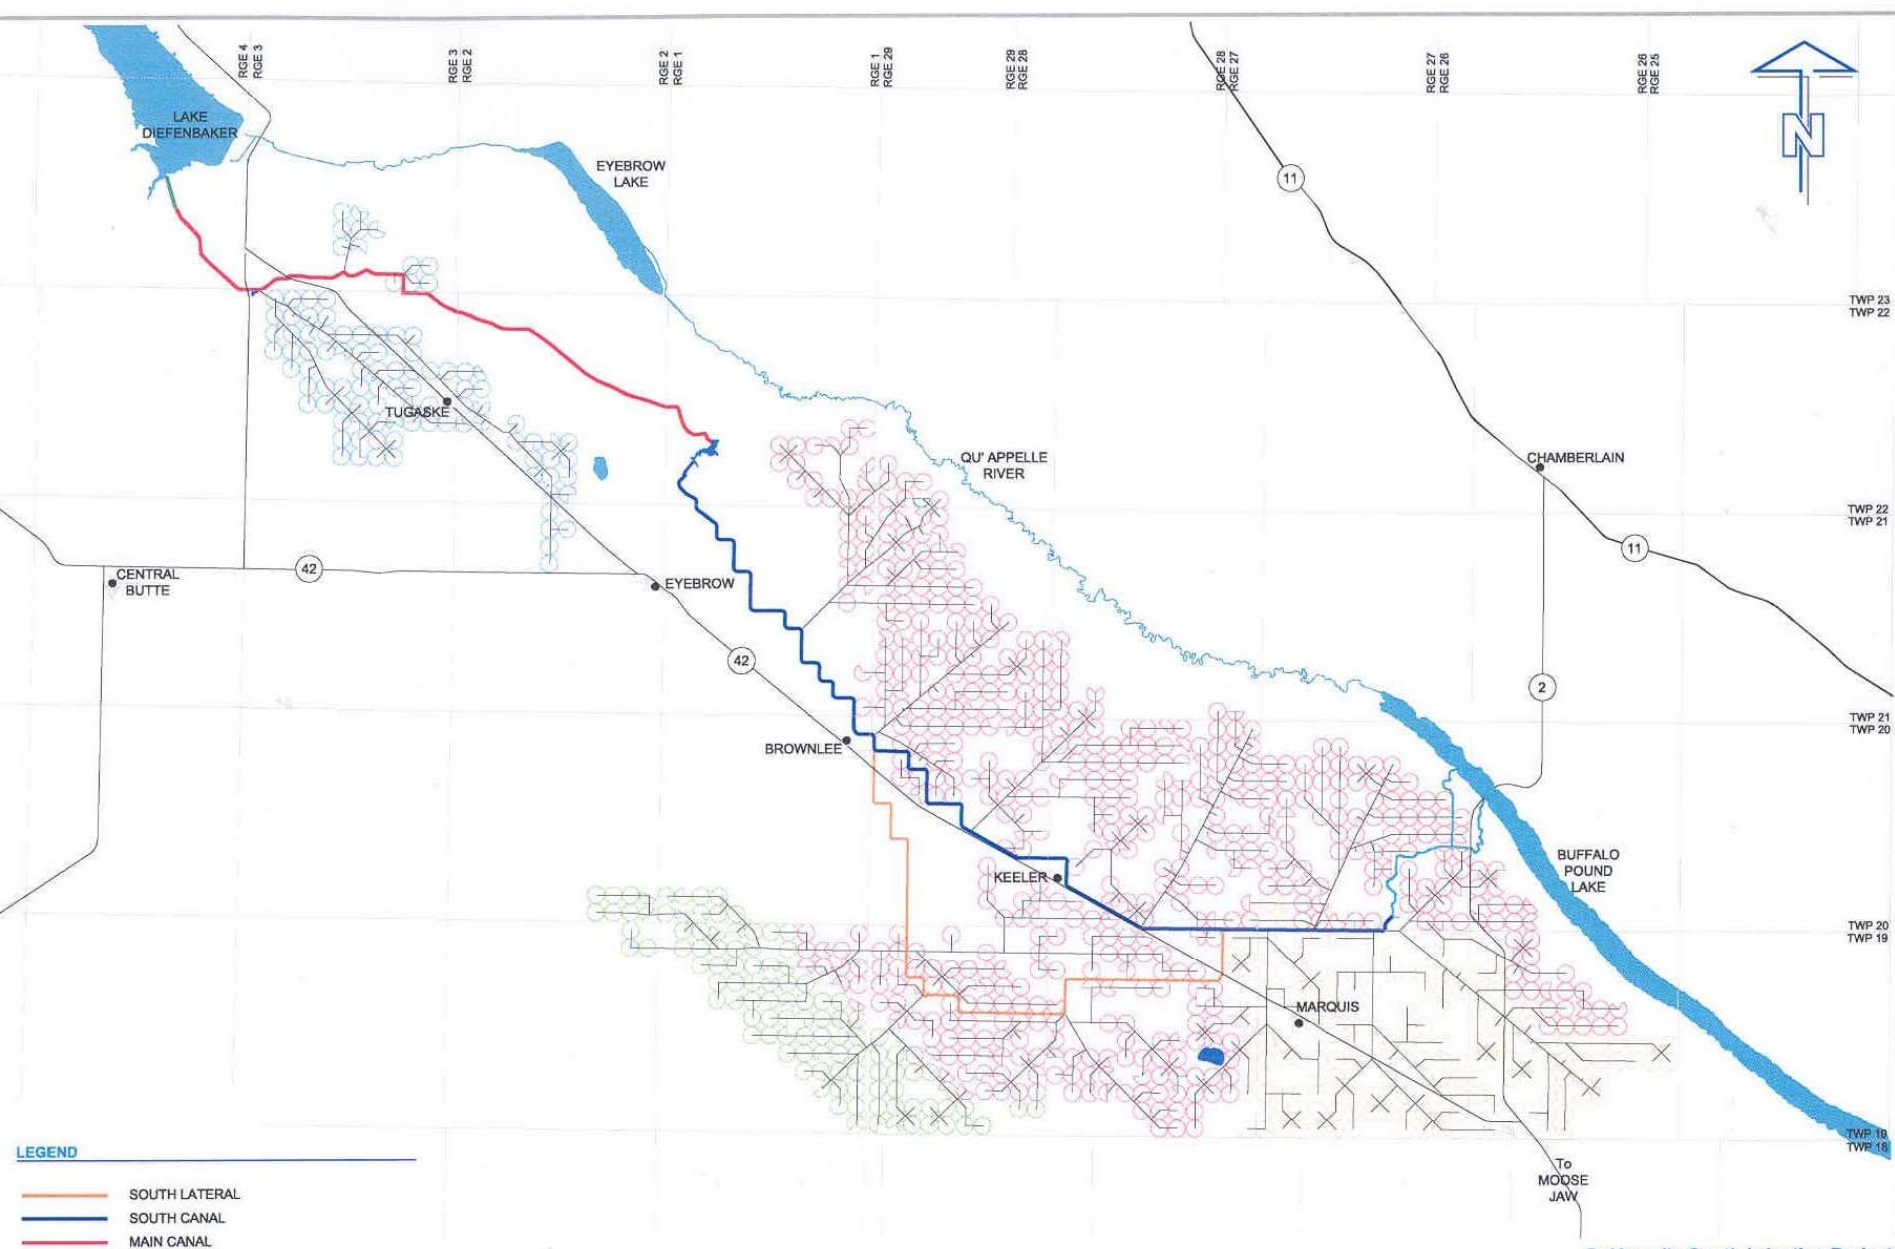 RGE 4
RGE 3
RGE 3
RGE 2
RGE 2
RGE 1
RGE 1
RGE 29
RGE 29
RGE 28
RGE 28
RGE 27
RGE 27
RGE 26
RGE 26
RGE 25
N
LAKE
DIEFENBAKER
EYEBROW
LAKE
11
TWP 23
TWP 22
TUGASKE
QU' APPELLE
RIVER
CHAMBERLAIN
TWP 22
TWP 21
11
42
CENTRAL
BUTTE
EYEBROW
42
2
TWP 21
TWP 20
BROWNLEE
KEELER
BUFFALO
POUND
LAKE
TWP 20
TWP 19
MARQUIS
TWP 19
TWP 18
To
MOOSE
JAW
LEGEND
SOUTH LATERAL
SOUTH CANAL
MAIN CANAL